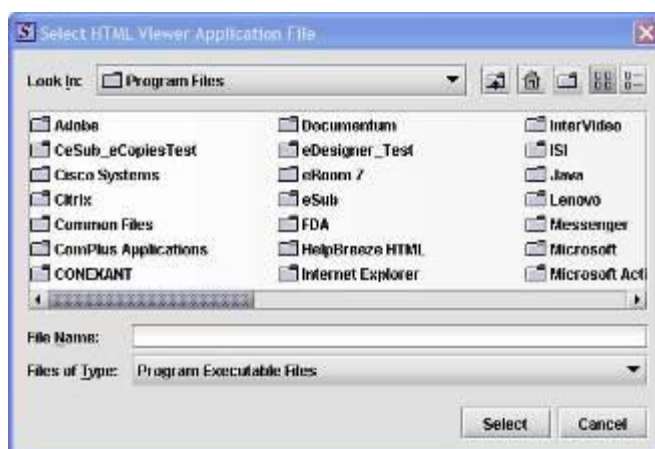 Select HTML Viewer Application File
Look In: Program Files
Adobe Documentum InterVideo
CeSub_eCopiesTest eDesigner_Test ISI
Cisco Systems eRoom 7 Java
Citrix eSub Lenovo
Common Files FDA Messenger
ComPlus Applications HelpBreeze HTML Microsoft
CONEXANT Internet Explorer Microsoft Acti
File Name:
Files of Type: Program Executable Files
Select Cancel